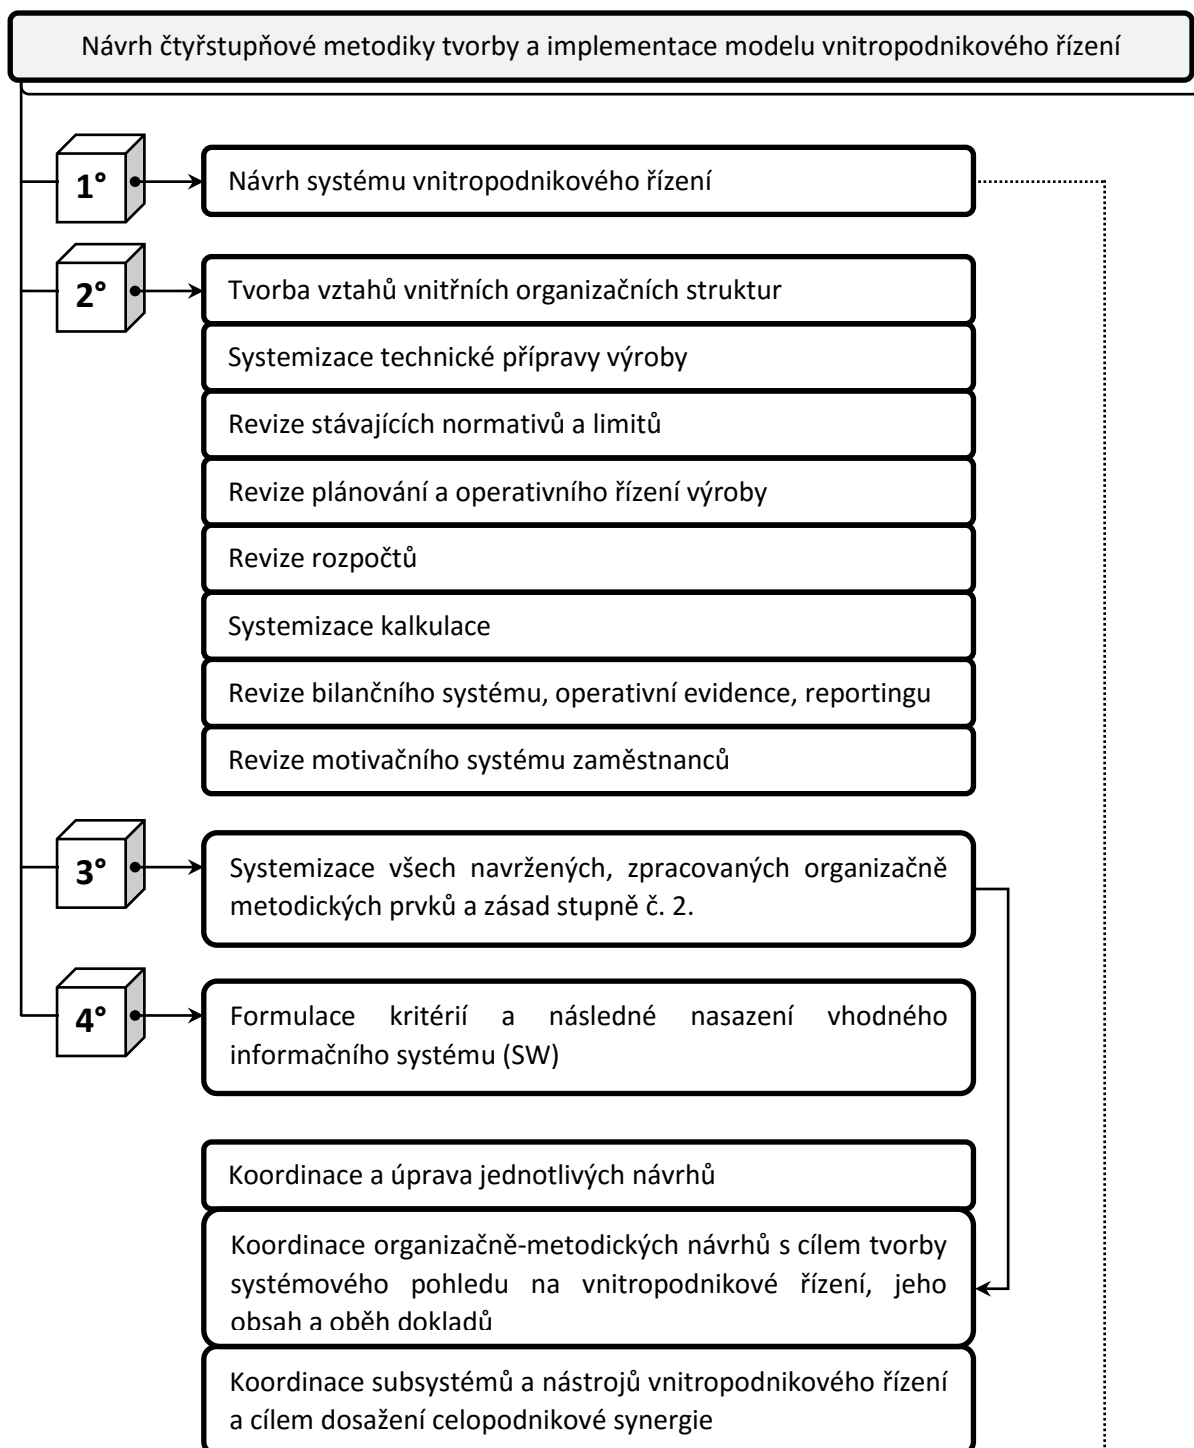 Návrh čtyřstupňové metodiky tvorby a implementace modelu vnitropodnikového řízení
1°
Návrh systému vnitropodnikového řízení
2°
Tvorba vztahů vnitřních organizačních struktur
Systemizace technické přípravy výroby
Revize stávajících normativů a limitů
Revize plánování a operativního řízení výroby
Revize rozpočtů
Systemizace kalkulace
Revize bilančního systému, operativní evidence, reportingu
Revize motivačního systému zaměstnanců
3°
Systemizace všech navržených, zpracovaných organizačně
metodických prvků a zásad stupně č. 2.
4°
Formulace kritérií a následné nasazení vhodného
informačního systému (SW)
Koordinace a úprava jednotlivých návrhů
Koordinace organizačně-metodických návrhů s cílem tvorby
systémového pohledu na vnitropodnikové řízení, jeho
obsah a oběh dokladů
Koordinace subsystémů a nástrojů vnitropodnikového řízení
a cílem dosažení celopodnikové synergie